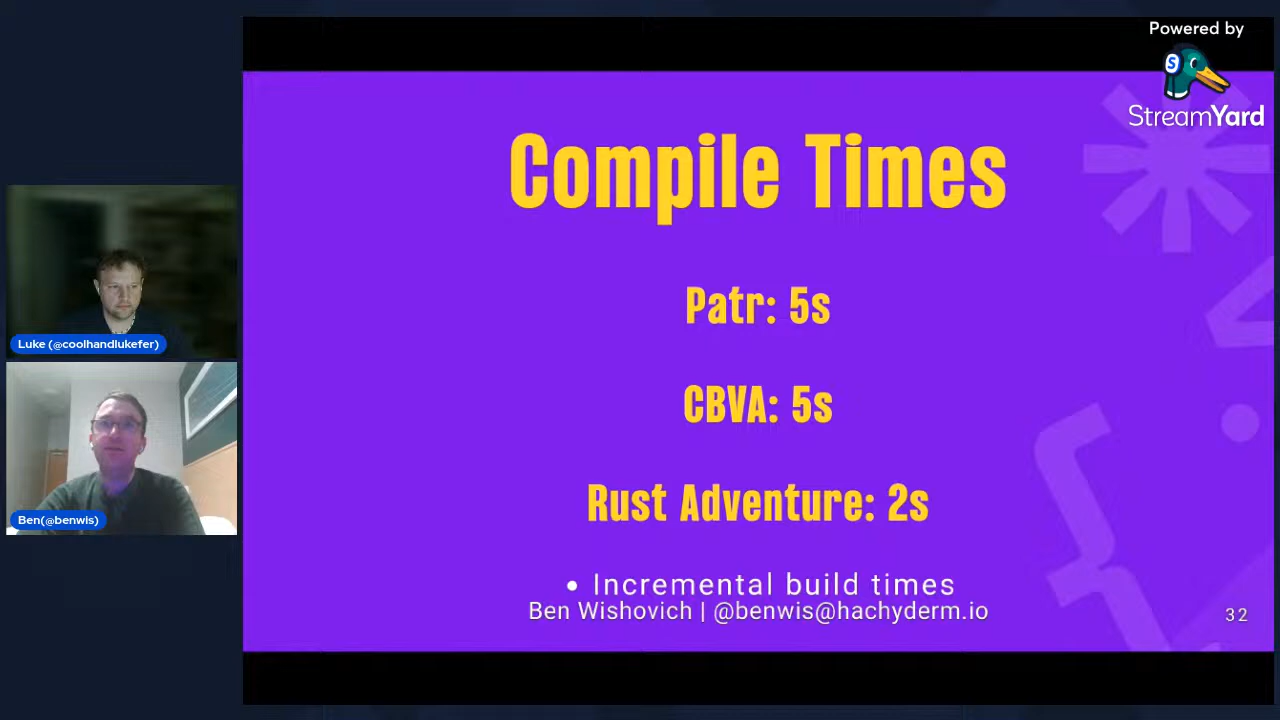 Powered by
S
StreamYard
Compile Times
Patr: 5s
CBVA: 5s
Rust Adventure: 2s
• Incremental build times
Ben Wishovich | @benwis@hachyderm.io
32
Luke (@coolhandlukefer)
Ben(@benwis)